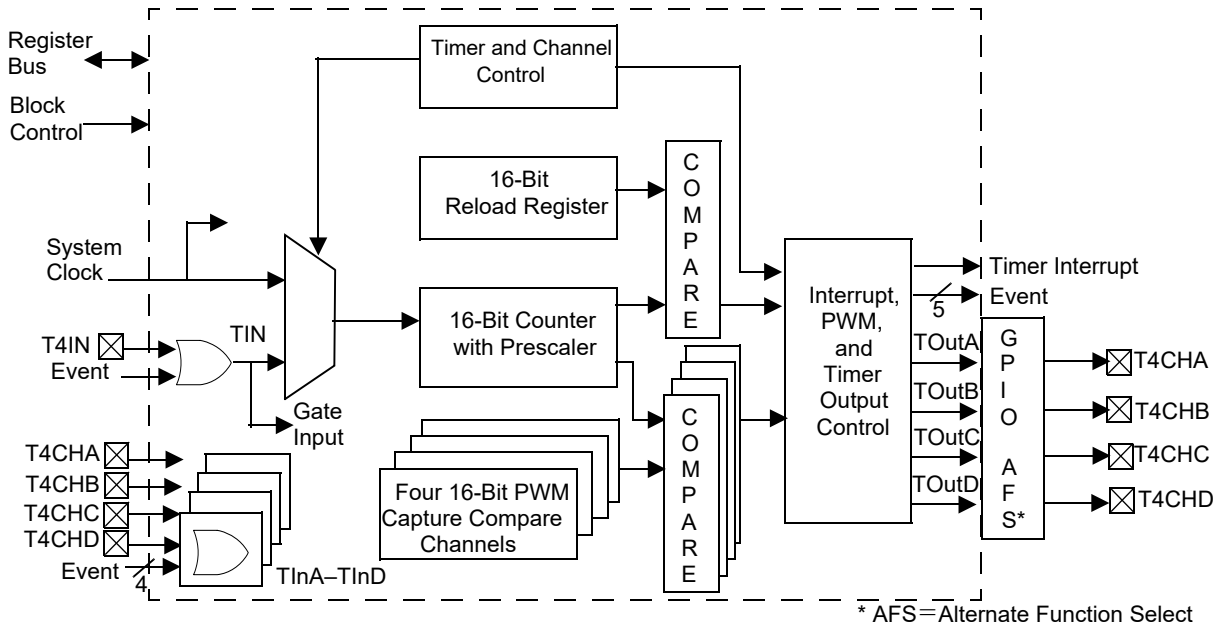 Register
Bus
Block
Control
Timer and Channel
Control
16-Bit
Reload Register
C
O
M
P
A
R
E
System
Clock
16-Bit Counter
with Prescaler
T4IN
Event
TIN
Gate
Input
Interrupt,
PWM,
and
Timer
Output
Control
Timer Interrupt
Event
5
TOutA
TOutB
TOutC
TOutD
G
P
I
O
A
F
S*
T4CHA
T4CHB
T4CHC
T4CHD
T4CHA
T4CHB
T4CHC
T4CHD
Event
4
TInA–TInD
Four 16-Bit PWM
Capture Compare
Channels
C
O
M
P
A
R
E
* AFS=Alternate Function Select